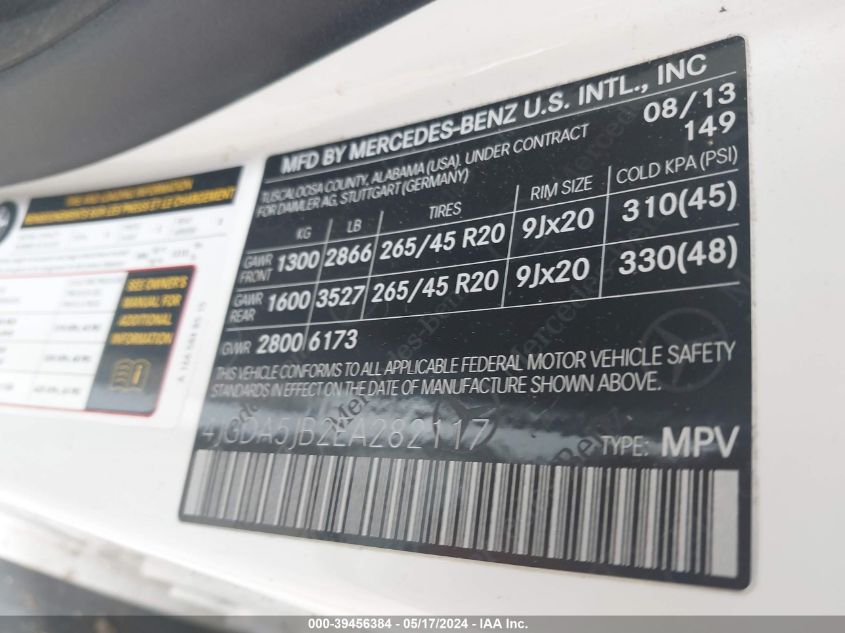 MFD BY MERCEDES-BENZ U.S. INTL., INC
TUSCALOOSA COUNTY, ALABAMA (USA). UNDER CONTRACT 08/13
FOR DAIMLER AG, STUTTGART (GERMANY) 149
KG LB TIRES RIM SIZE COLD KPA (PSI)
GAWR FRONT 1300 2866 265/45 R20 9Jx20 310(45)
GAWR REAR 1600 3527 265/45 R20 9Jx20 330(48)
GVWR 2800 6173
THIS VEHICLE CONFORMS TO ALL APPLICABLE FEDERAL MOTOR VEHICLE SAFETY
STANDARDS IN EFFECT ON THE DATE OF MANUFACTURE SHOWN ABOVE.
4JGDA5JB2EA282117 TYPE: MPV
SEE OWNER'S
MANUAL FOR
ADDITIONAL
INFORMATION
000-39456384 - 05/17/2024 - IAA Inc.